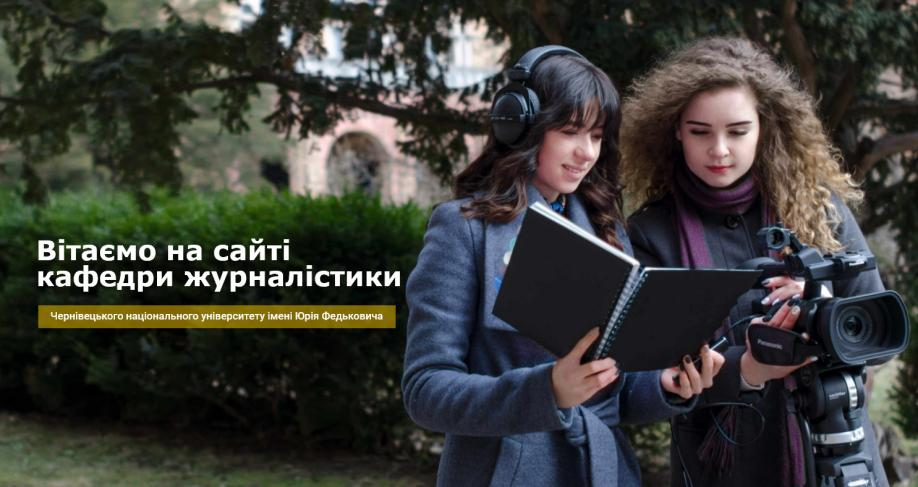 Вітаємо на сайті
кафедри журналістики
Чернівецького національного університету імені Юрія Федьковича
Panasonic